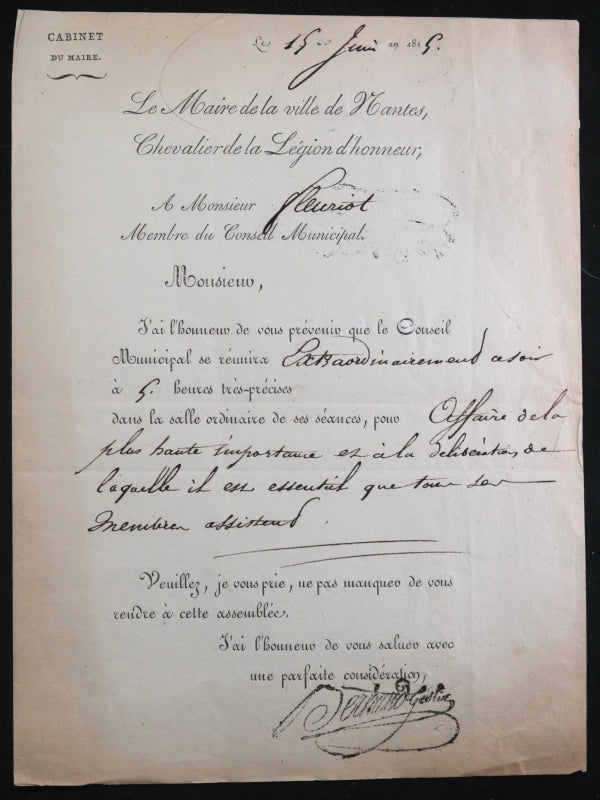 CABINET
DU MAIRE.
Le 15 Juin an 1815.
Le Maire de la ville de Nantes,
Chevalier de la Légion d'honneur,
A Monsieur fleuriot
Membre du Conseil Municipal.
Monsieur,
J'ai l'honneur de vous prévenir que le Conseil
Municipal se réunira Extraordinairement ce soir
à 5. heures très-précises
dans la salle ordinaire de ses séances, pour Affaire de la
plus haute importance et à la délibération de
laquelle il est essentiel que tous ses
membres assistent.
Veuillez, je vous prie, ne pas manquer de vous
rendre à cette assemblée.
J'ai l'honneur de vous saluer avec
une parfaite considération,
Bertrand Geslin